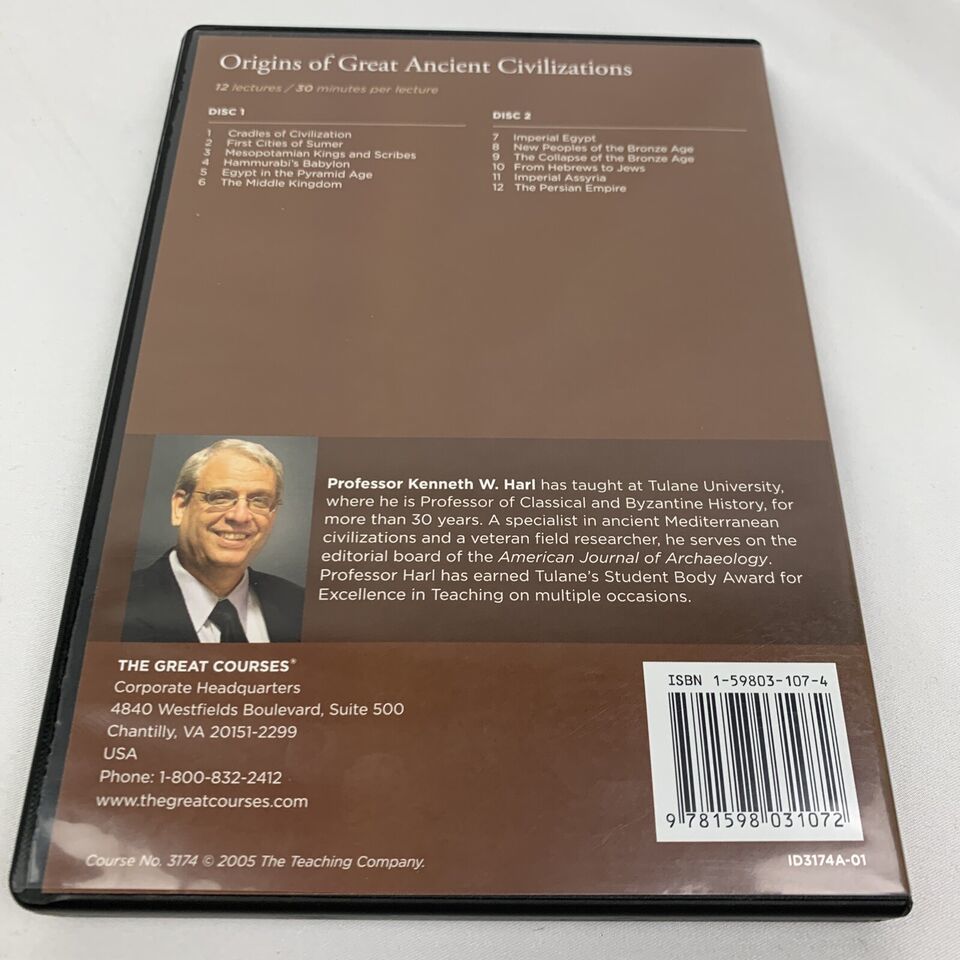 Origins of Great Ancient Civilizations
12 lectures / 30 minutes per lecture
DISC 1
1 Cradles of Civilization
2 First Cities of Sumer
3 Mesopotamian Kings and Scribes
4 Hammurabi's Babylon
5 Egypt in the Pyramid Age
6 The Middle Kingdom
DISC 2
7 Imperial Egypt
8 New Peoples of the Bronze Age
9 The Collapse of the Bronze Age
10 From Hebrews to Jews
11 Imperial Assyria
12 The Persian Empire
Professor Kenneth W. Harl has taught at Tulane University,
where he is Professor of Classical and Byzantine History, for
more than 30 years. A specialist in ancient Mediterranean
civilizations and a veteran field researcher, he serves on the
editorial board of the American Journal of Archaeology.
Professor Harl has earned Tulane's Student Body Award for
Excellence in Teaching on multiple occasions.
THE GREAT COURSES®
Corporate Headquarters
4840 Westfields Boulevard, Suite 500
Chantilly, VA 20151-2299
USA
Phone: 1-800-832-2412
www.thegreatcourses.com
ISBN 1-59803-107-4
9 781598 031072
Course No. 3174 © 2005 The Teaching Company.
ID3174A-01